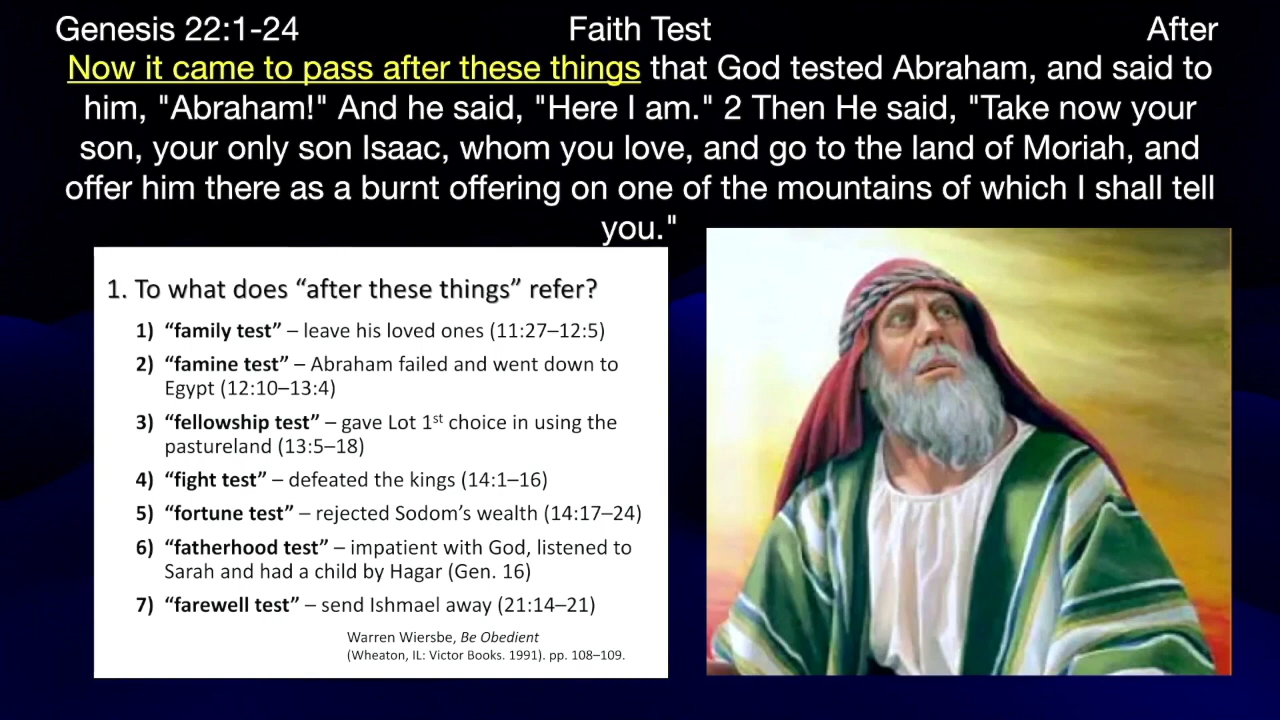 Genesis 22:1-24 Faith Test After
Now it came to pass after these things that God tested Abraham, and said to
him, "Abraham!" And he said, "Here I am." 2 Then He said, "Take now your
son, your only son Isaac, whom you love, and go to the land of Moriah, and
offer him there as a burnt offering on one of the mountains of which I shall tell
you."
1. To what does “after these things” refer?
1) “family test” – leave his loved ones (11:27–12:5)
2) “famine test” – Abraham failed and went down to
Egypt (12:10–13:4)
3) “fellowship test” – gave Lot 1st choice in using the
pastureland (13:5–18)
4) “fight test” – defeated the kings (14:1–16)
5) “fortune test” – rejected Sodom’s wealth (14:17–24)
6) “fatherhood test” – impatient with God, listened to
Sarah and had a child by Hagar (Gen. 16)
7) “farewell test” – send Ishmael away (21:14–21)
Warren Wiersbe, Be Obedient
(Wheaton, IL: Victor Books. 1991). pp. 108–109.